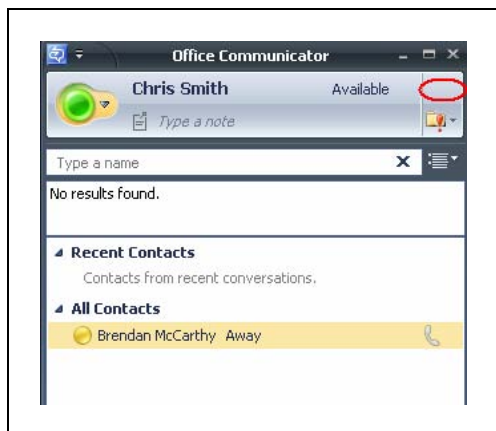 Office Communicator
Chris Smith Available
Type a note
Type a name
No results found.
Recent Contacts
Contacts from recent conversations.
All Contacts
Brendan McCarthy Away